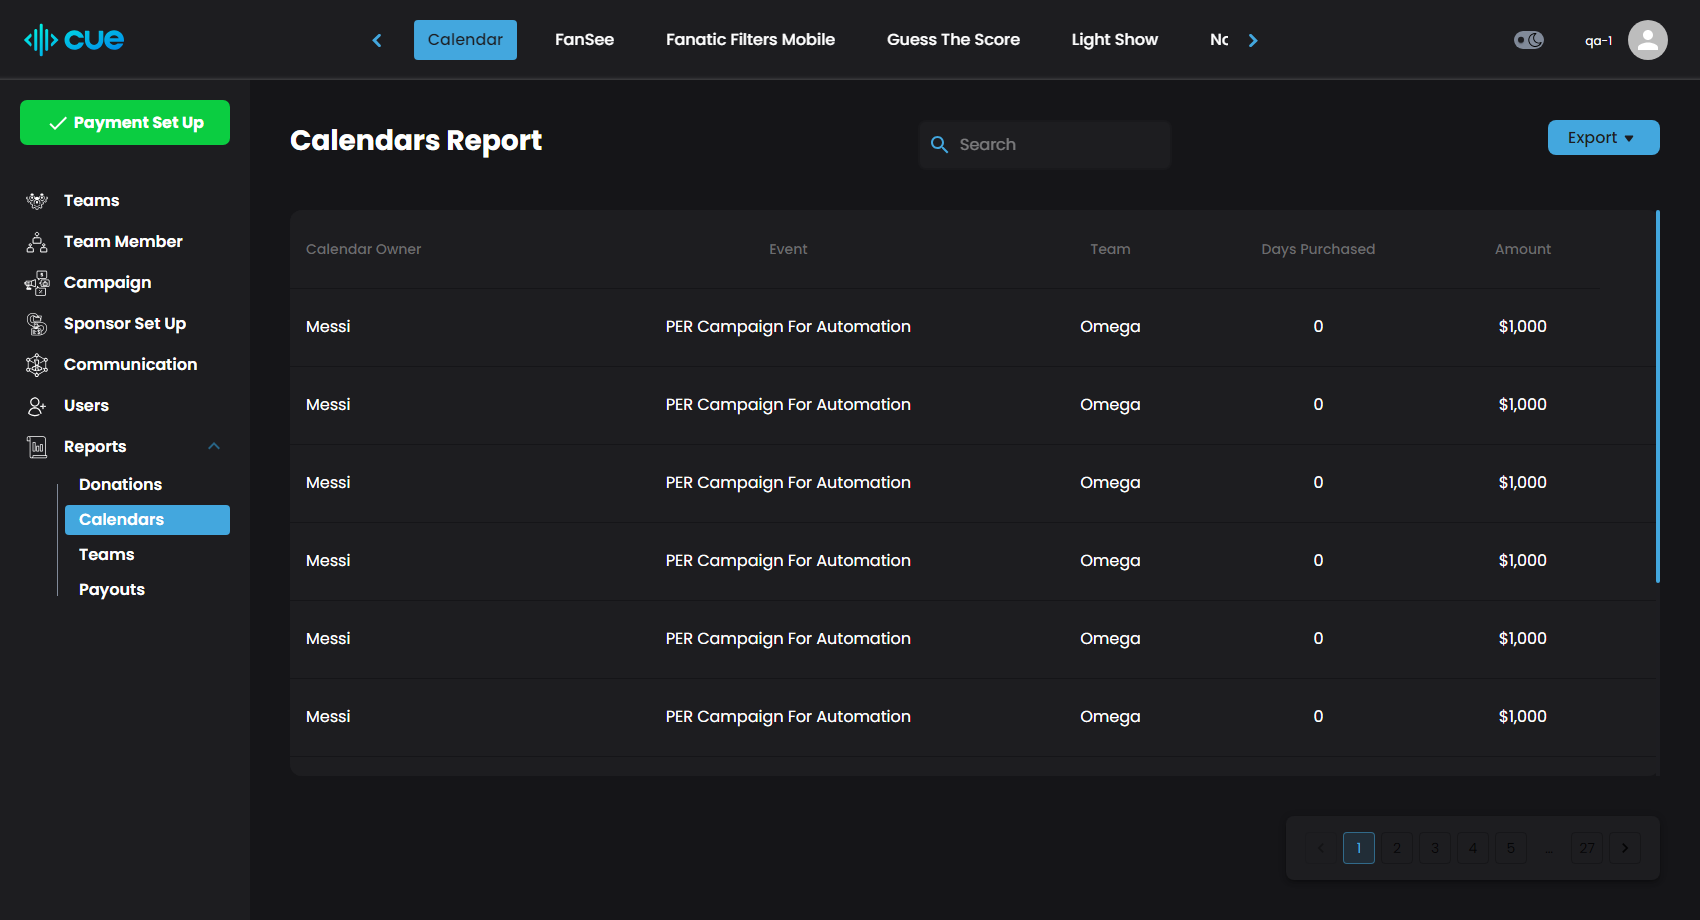 cue
Calendar FanSee Fanatic Filters Mobile Guess The Score Light Show Nc
qa-1
Payment Set Up
Teams
Team Member
Campaign
Sponsor Set Up
Communication
Users
Reports
Donations
Calendars
Teams
Payouts
Calendars Report
Search
Export
Calendar Owner Event Team Days Purchased Amount
Messi PER Campaign For Automation Omega 0 $1,000
Messi PER Campaign For Automation Omega 0 $1,000
Messi PER Campaign For Automation Omega 0 $1,000
Messi PER Campaign For Automation Omega 0 $1,000
Messi PER Campaign For Automation Omega 0 $1,000
Messi PER Campaign For Automation Omega 0 $1,000
1 2 3 4 5 ... 27